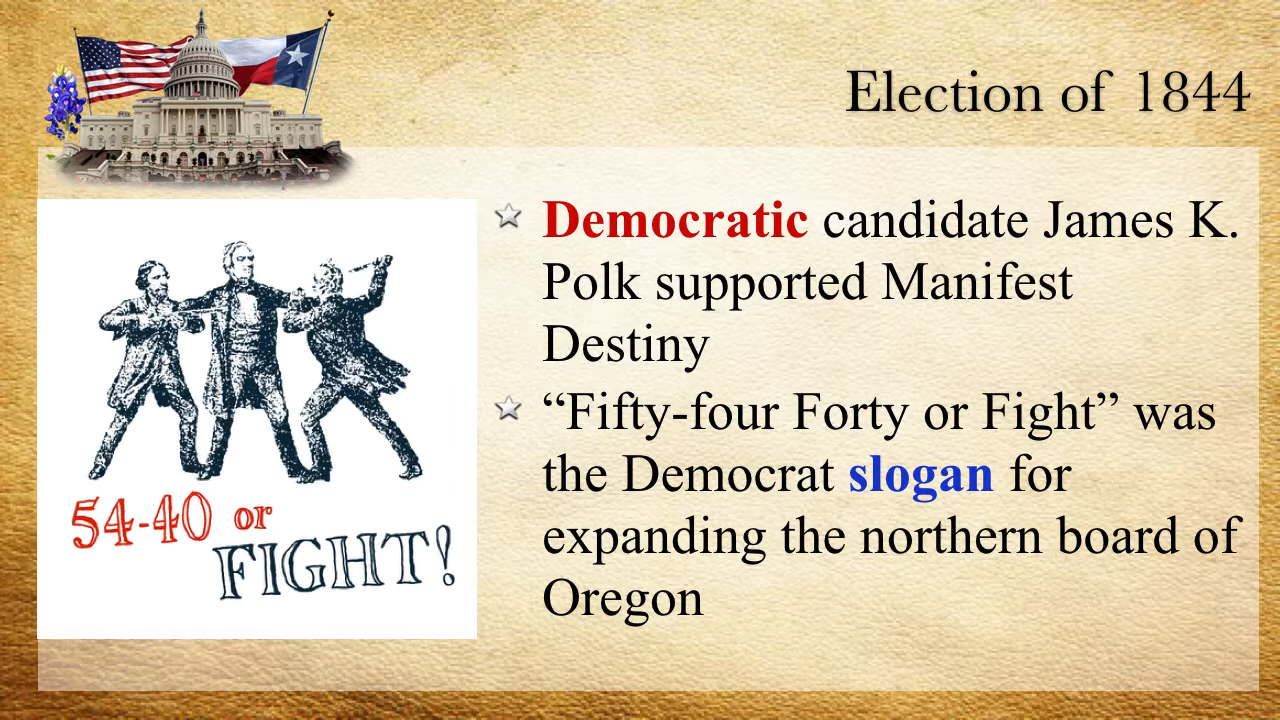 Election of 1844
Democratic candidate James K.
Polk supported Manifest
Destiny
“Fifty-four Forty or Fight” was
the Democrat slogan for
expanding the northern board of
Oregon
54-40 or
FIGHT!